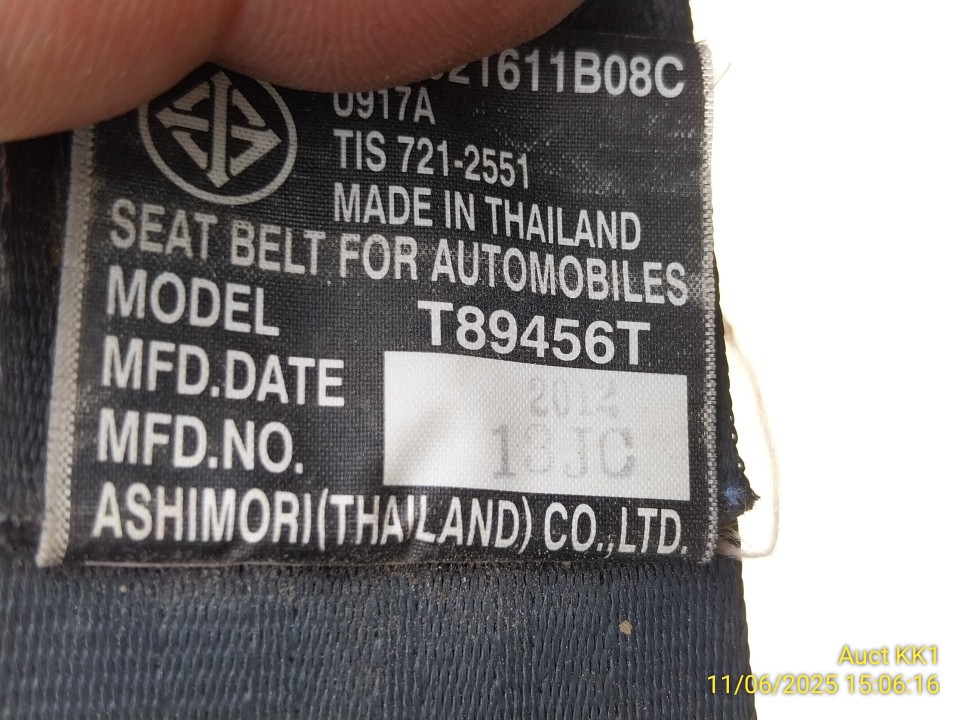 21611B08C
0917A
TIS 721-2551
MADE IN THAILAND
SEAT BELT FOR AUTOMOBILES
MODEL T89456T
MFD.DATE 2012
MFD.NO. 13JC
ASHIMORI (THAILAND) CO.,LTD.
Auct KK1
11/06/2025 15:06:16